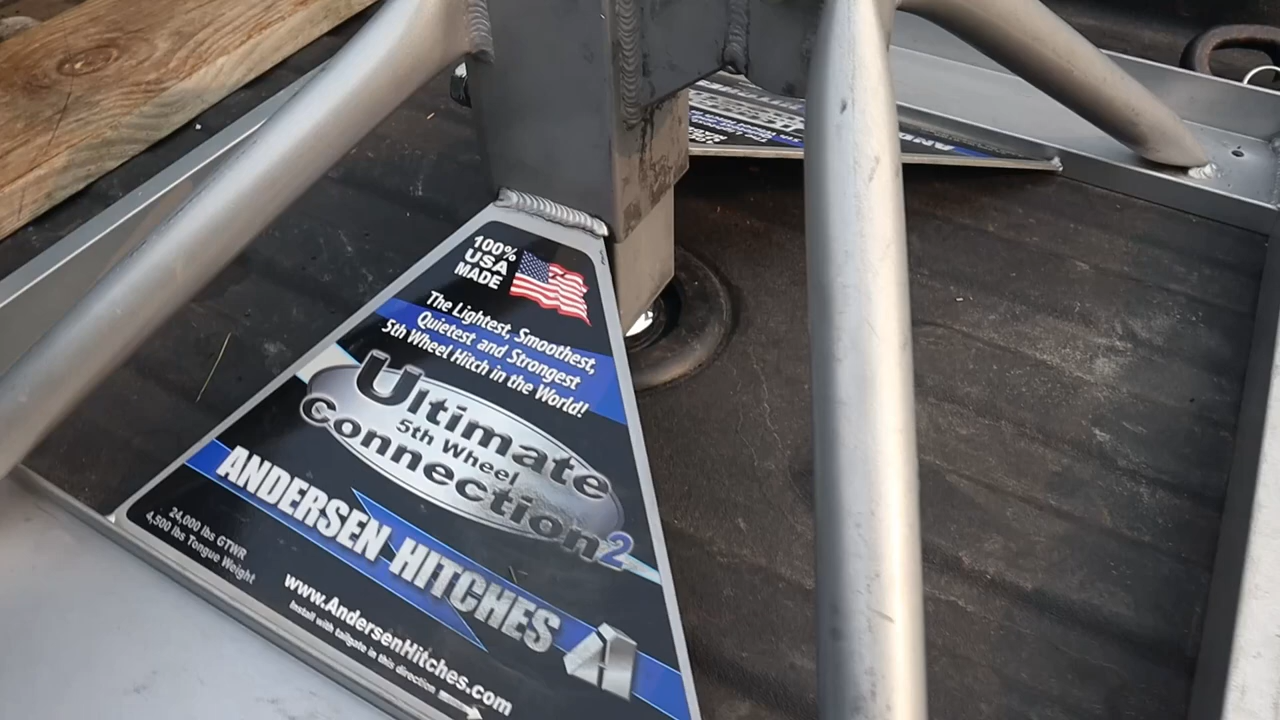 100%
USA
MADE
The Lightest, Smoothest,
Quietest and Strongest
5th Wheel Hitch in the World!
Ultimate
5th Wheel
Connection2
ANDERSEN HITCHES
24,000 lbs GTWR
4,500 lbs Tongue Weight
www.AndersenHitches.com
Install with tailgate in this direction